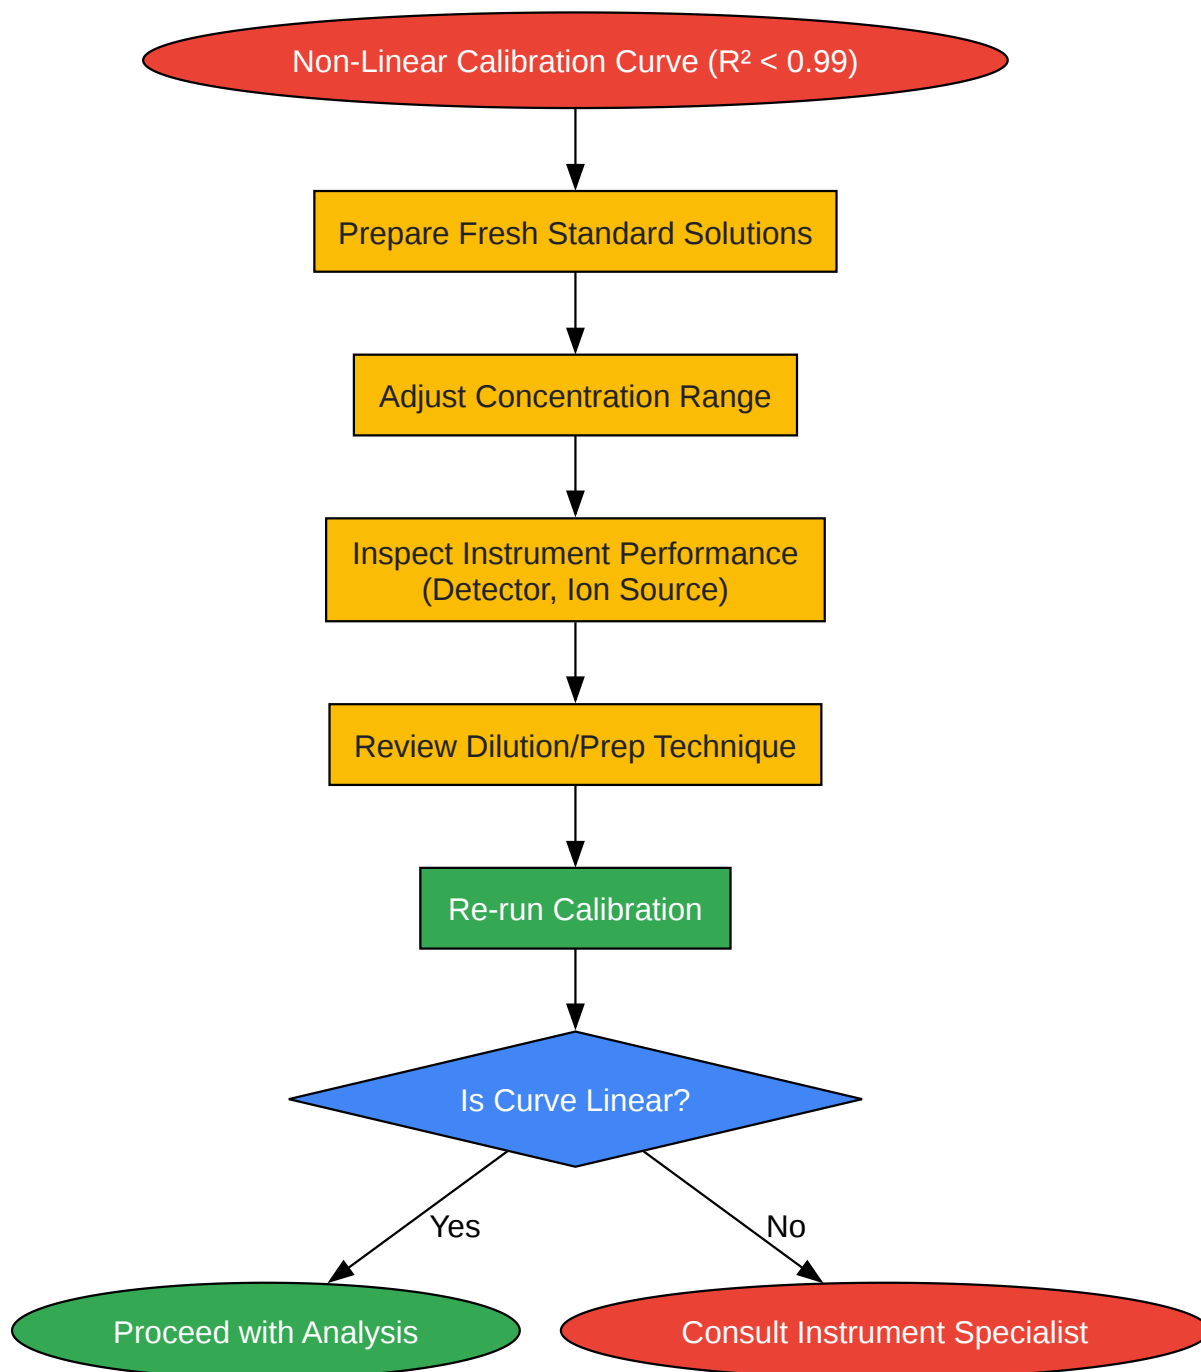 Non-Linear Calibration Curve (R² < 0.99)
Prepare Fresh Standard Solutions
Adjust Concentration Range
Inspect Instrument Performance
(Detector, Ion Source)
Review Dilution/Prep Technique
Re-run Calibration
Is Curve Linear?
Yes
No
Proceed with Analysis
Consult Instrument Specialist